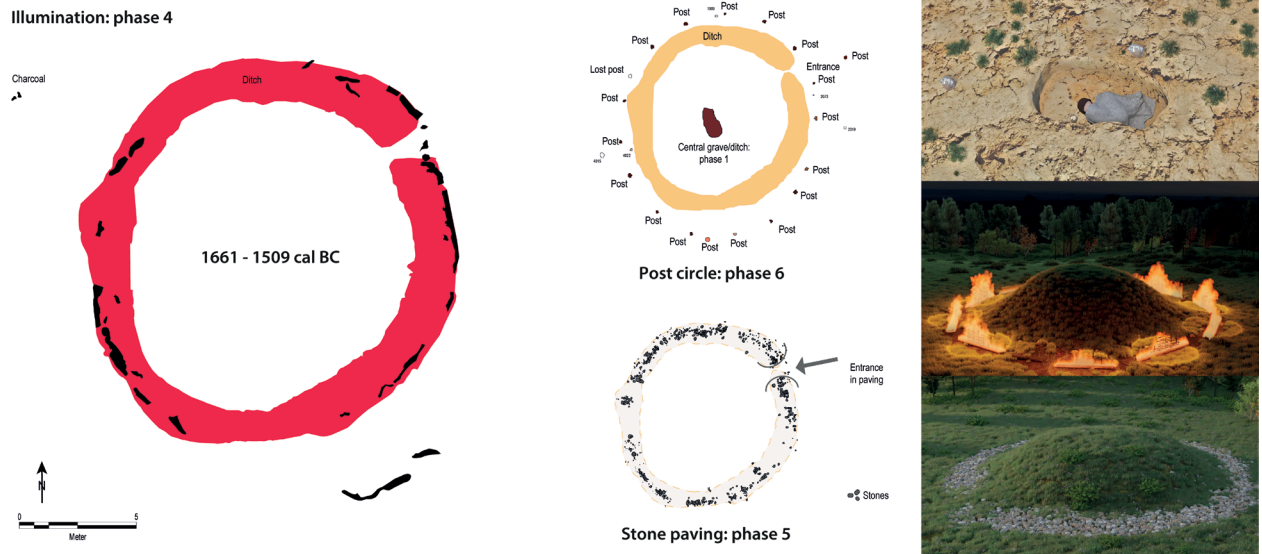 Illumination: phase 4
Charcoal
Ditch
1661 - 1509 cal BC
N
0
5
Meter
Post
Post
Post
Ditch
Post
Post
Post
Lost post
Entrance
Post
Post
Post
Post
Central grave/ditch:
phase 1
Post
Post
Post
Post
Post
Post
Post
Post circle: phase 6
Entrance
in paving
Stones
Stone paving: phase 5